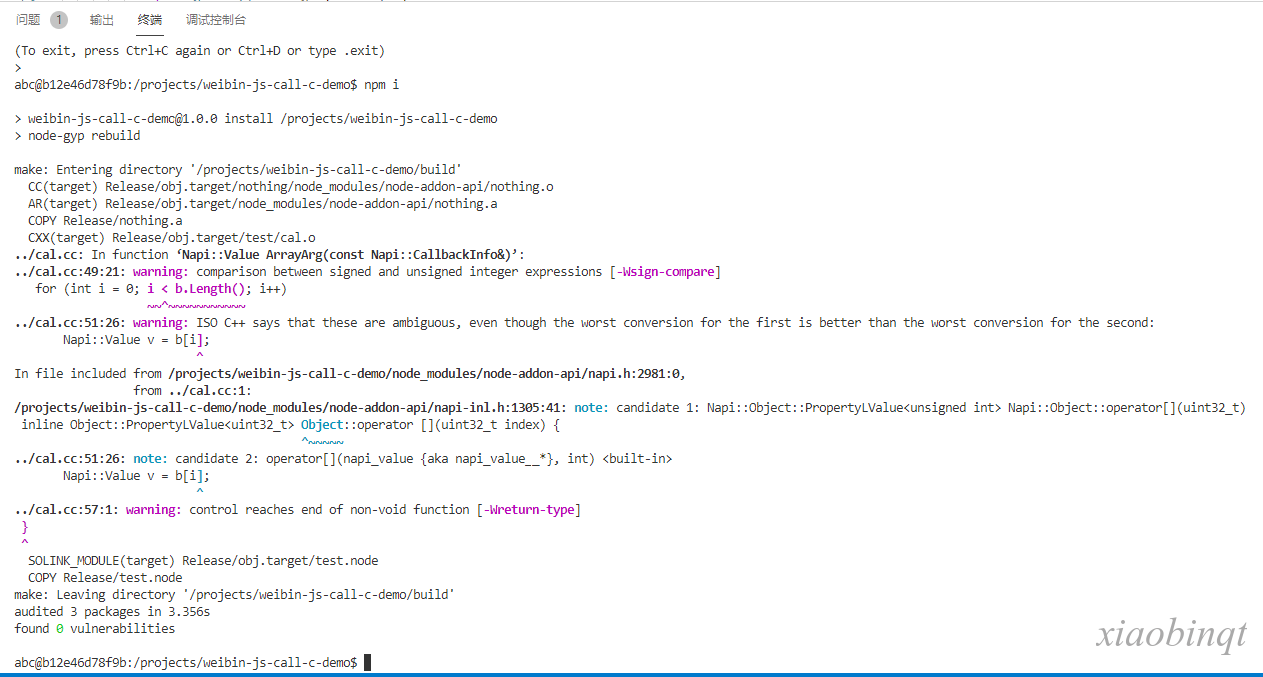 问题 1 输出 终端 调试控制台
(To exit, press Ctrl+C again or Ctrl+D or type .exit)
>
abc@b12e46d78f9b:/projects/weibin-js-call-c-demo$ npm i
> weibin-js-call-c-demo@1.0.0 install /projects/weibin-js-call-c-demo
> node-gyp rebuild
make: Entering directory '/projects/weibin-js-call-c-demo/build'
CC(target) Release/obj.target/nothing/node_modules/node-addon-api/nothing.o
AR(target) Release/obj.target/node_modules/node-addon-api/nothing.a
COPY Release/nothing.a
CXX(target) Release/obj.target/test/cal.o
../cal.cc: In function ‘Napi::Value ArrayArg(const Napi::CallbackInfo&)’:
../cal.cc:49:21: warning: comparison between signed and unsigned integer expressions [-Wsign-compare]
for (int i = 0; i < b.Length(); i++)
~~^~~~~~~~~~~~
../cal.cc:51:26: warning: ISO C++ says that these are ambiguous, even though the worst conversion for the first is better than the worst conversion for the second:
Napi::Value v = b[i];
^
In file included from /projects/weibin-js-call-c-demo/node_modules/node-addon-api/napi.h:2981:0,
from ../cal.cc:1:
/projects/weibin-js-call-c-demo/node_modules/node-addon-api/napi-inl.h:1305:41: note: candidate 1: Napi::Object::PropertyLValue<unsigned int> Napi::Object::operator[](uint32_t)
inline Object::PropertyLValue<uint32_t> Object::operator [](uint32_t index) {
^~~~~~
../cal.cc:51:26: note: candidate 2: operator[](napi_value {aka napi_value__*}, int) <built-in>
Napi::Value v = b[i];
^
../cal.cc:57:1: warning: control reaches end of non-void function [-Wreturn-type]
}
^
SOLINK_MODULE(target) Release/obj.target/test.node
COPY Release/test.node
make: Leaving directory '/projects/weibin-js-call-c-demo/build'
audited 3 packages in 3.356s
found 0 vulnerabilities
xiaobinqt
abc@b12e46d78f9b:/projects/weibin-js-call-c-demo$